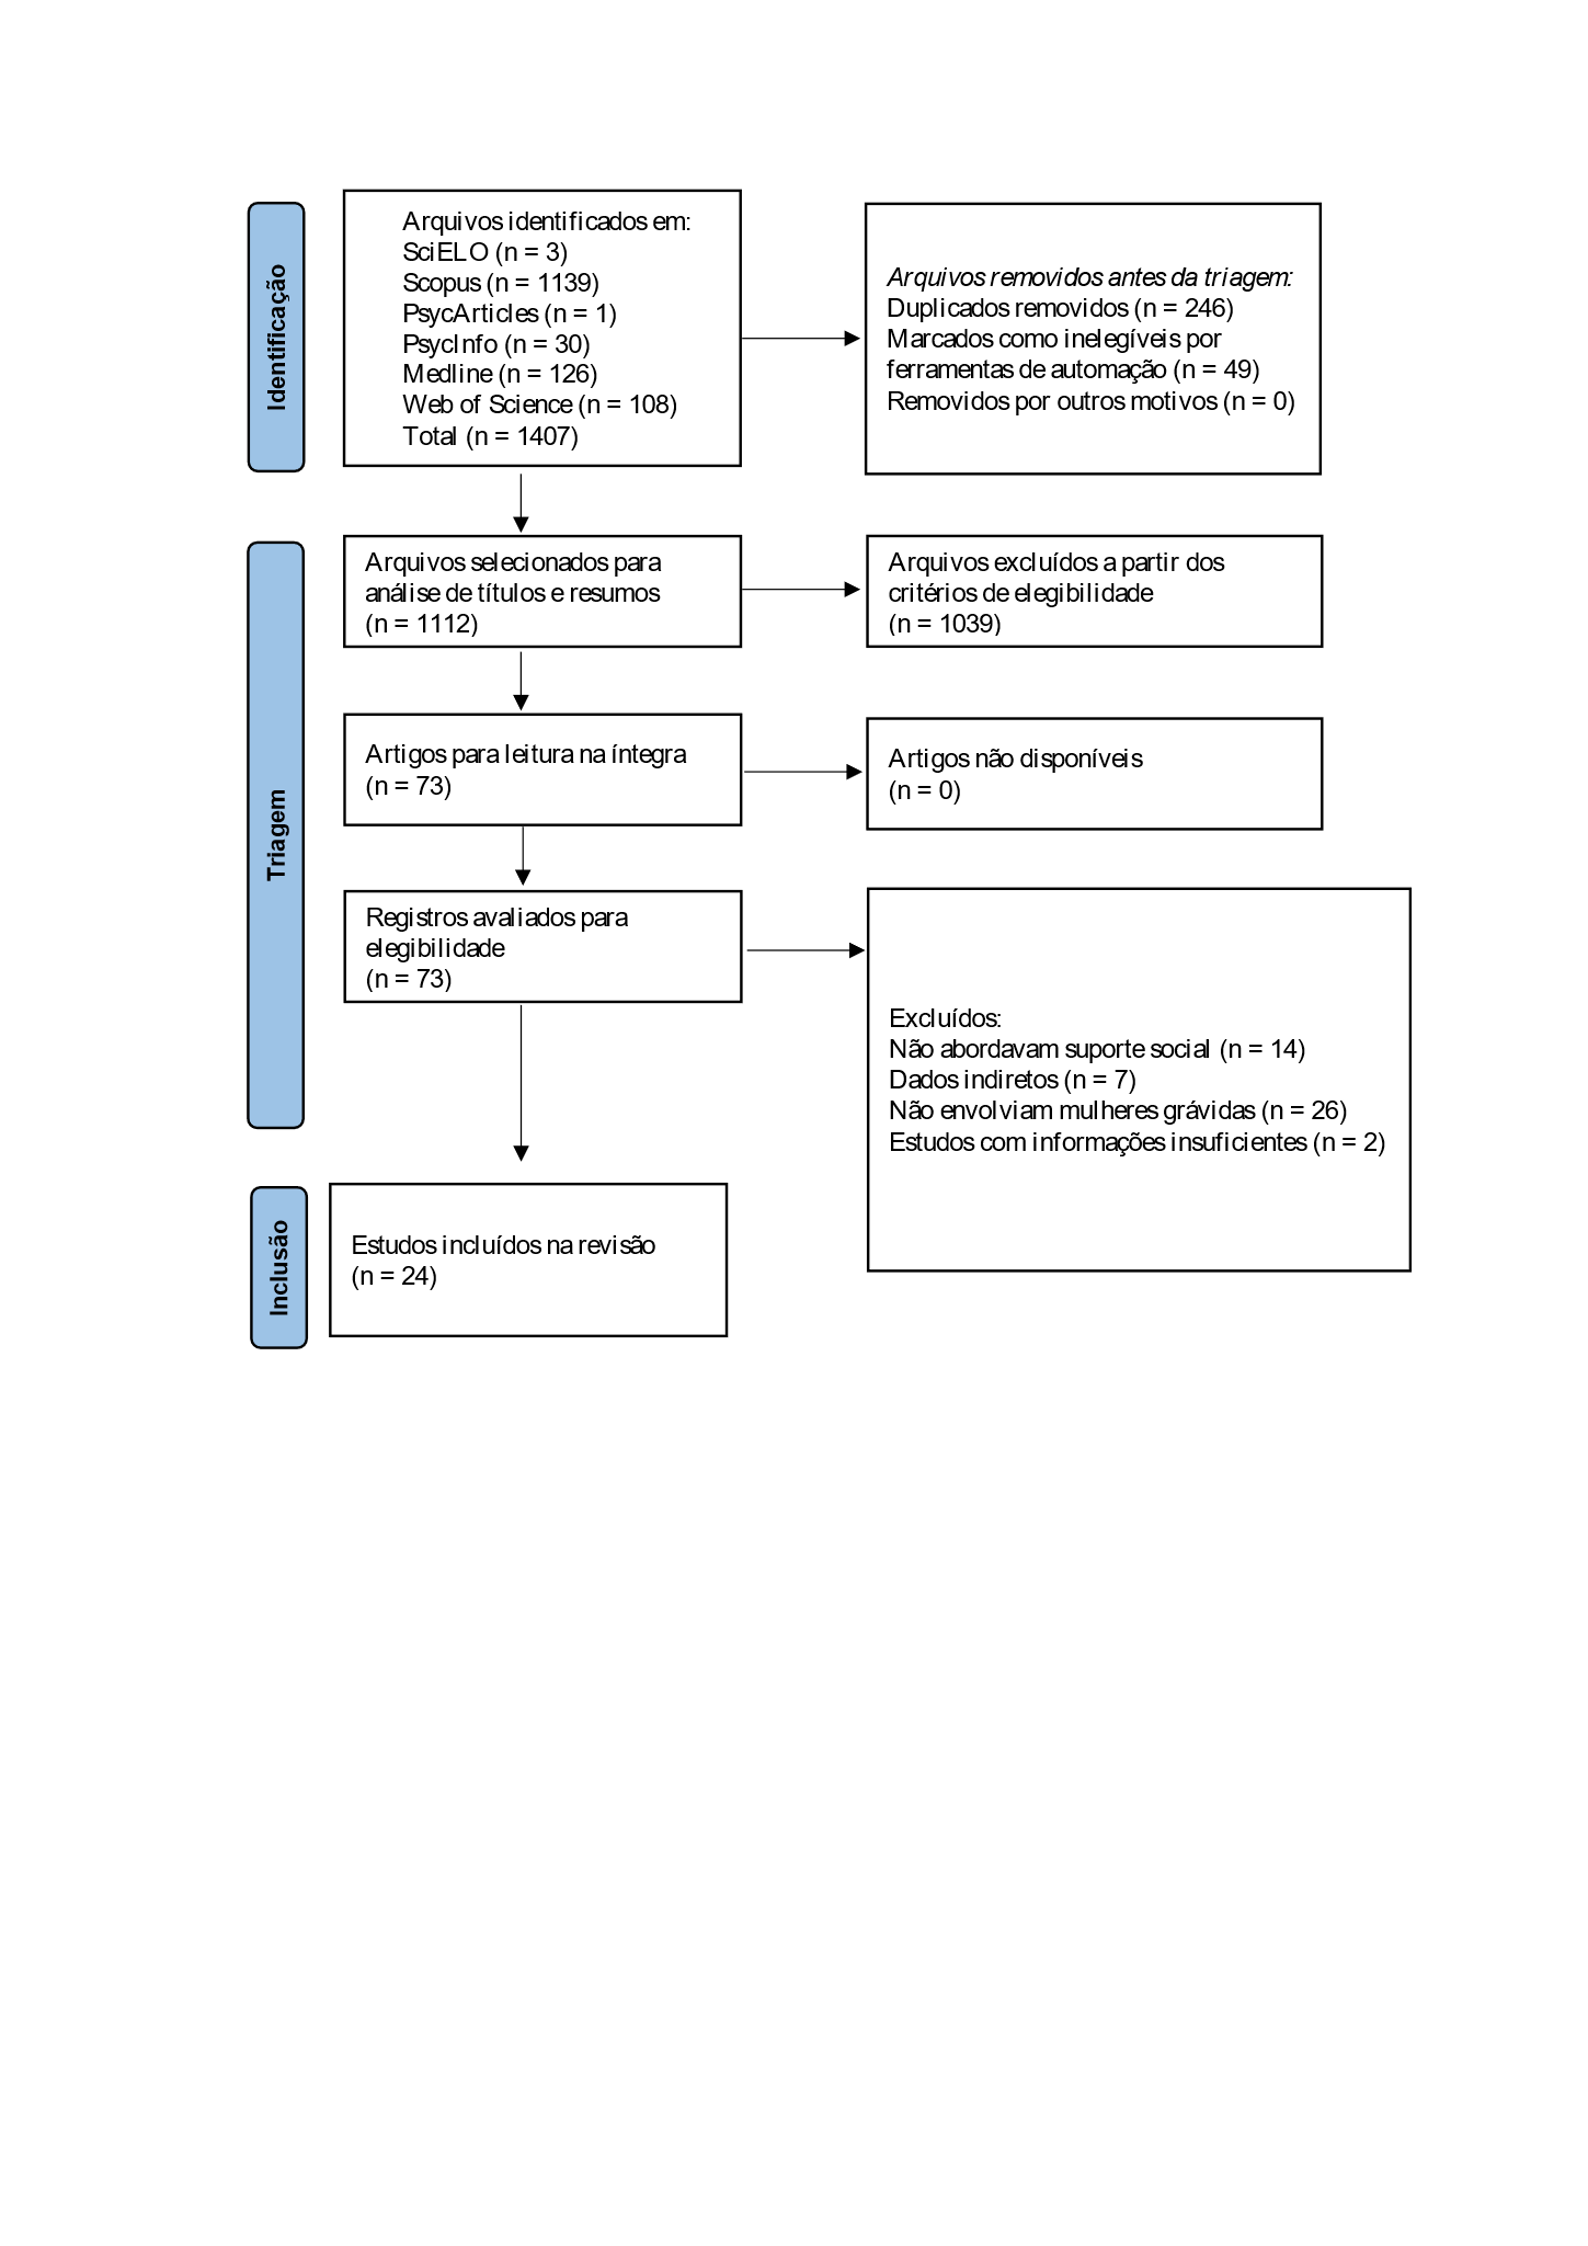 Identificação
Arquivos identificados em:
SciELO (n = 3)
Scopus (n = 1139)
PsycArticles (n = 1)
PsycInfo (n = 30)
Medline (n = 126)
Web of Science (n = 108)
Total (n = 1407)
Arquivos removidos antes da triagem:
Duplicados removidos (n = 246)
Marcados como inelegíveis por
ferramentas de automação (n = 49)
Removidos por outros motivos (n = 0)
Triagem
Arquivos selecionados para
análise de títulos e resumos
(n = 1112)
Arquivos excluídos a partir dos
critérios de elegibilidade
(n = 1039)
Artigos para leitura na íntegra
(n = 73)
Artigos não disponíveis
(n = 0)
Registros avaliados para
elegibilidade
(n = 73)
Excluídos:
Não abordavam suporte social (n = 14)
Dados indiretos (n = 7)
Não envolviam mulheres grávidas (n = 26)
Estudos com informações insuficientes (n = 2)
Inclusão
Estudos incluídos na revisão
(n = 24)